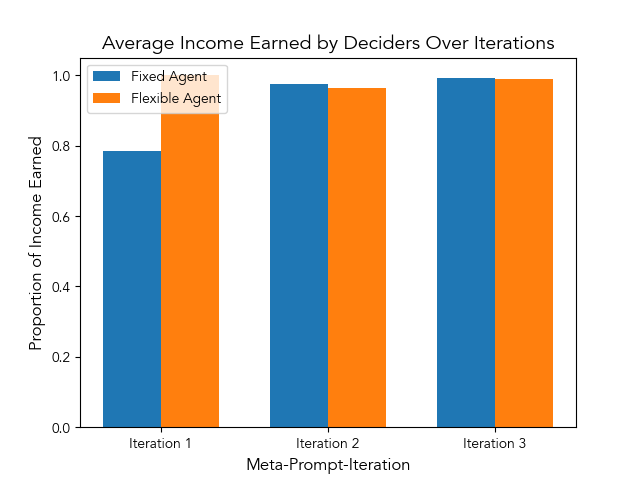 Average Income Earned by Deciders Over Iterations
Fixed Agent
Flexible Agent
Proportion of Income Earned
1.0
0.8
0.6
0.4
0.2
0.0
Iteration 1
Iteration 2
Iteration 3
Meta-Prompt-Iteration